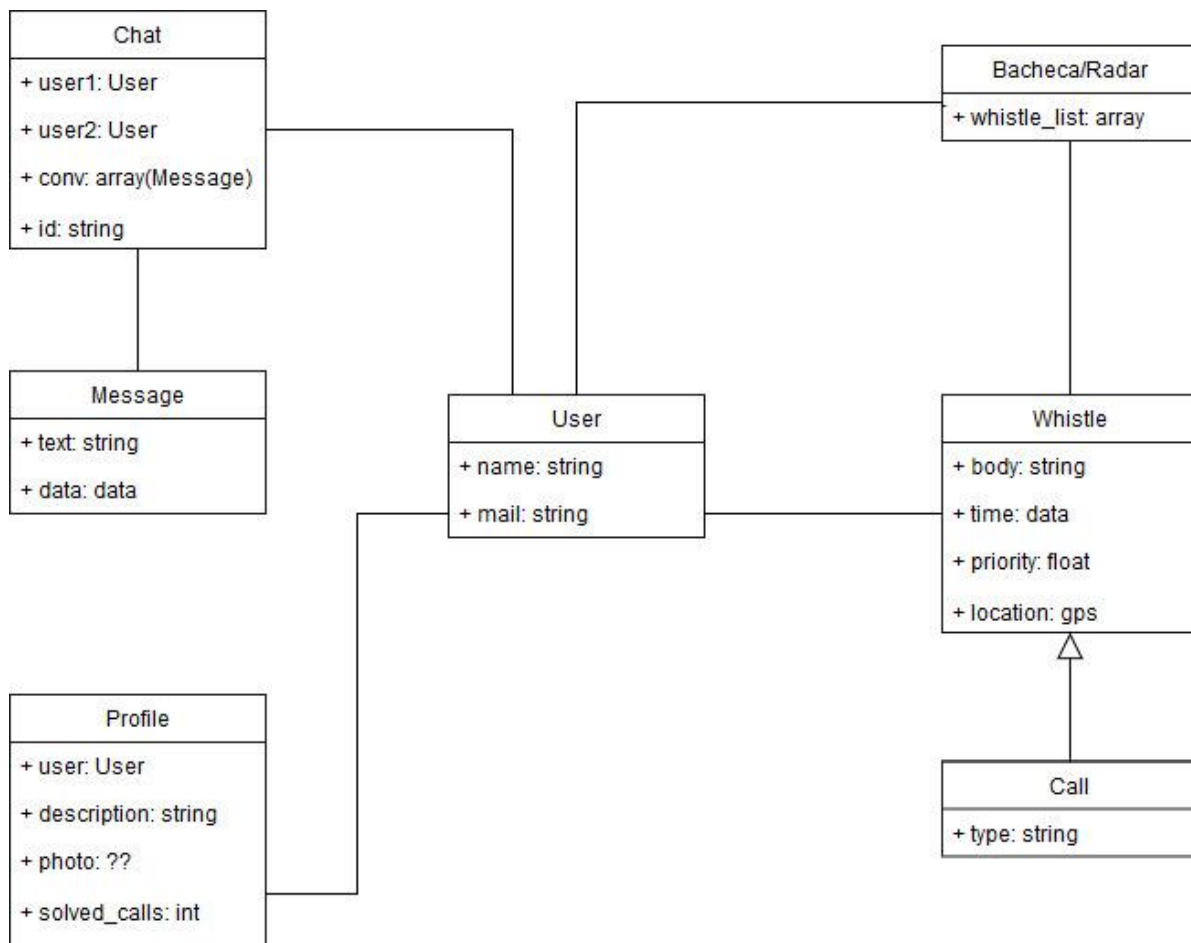 Chat
+ user1: User
+ user2: User
+ conv: array(Message)
+ id: string
Bacheca/Radar
+ whistle_list: array
Message
+ text: string
+ data: data
User
+ name: string
+ mail: string
Whistle
+ body: string
+ time: data
+ priority: float
+ location: gps
Profile
+ user: User
+ description: string
+ photo: ??
+ solved_calls: int
Call
+ type: string